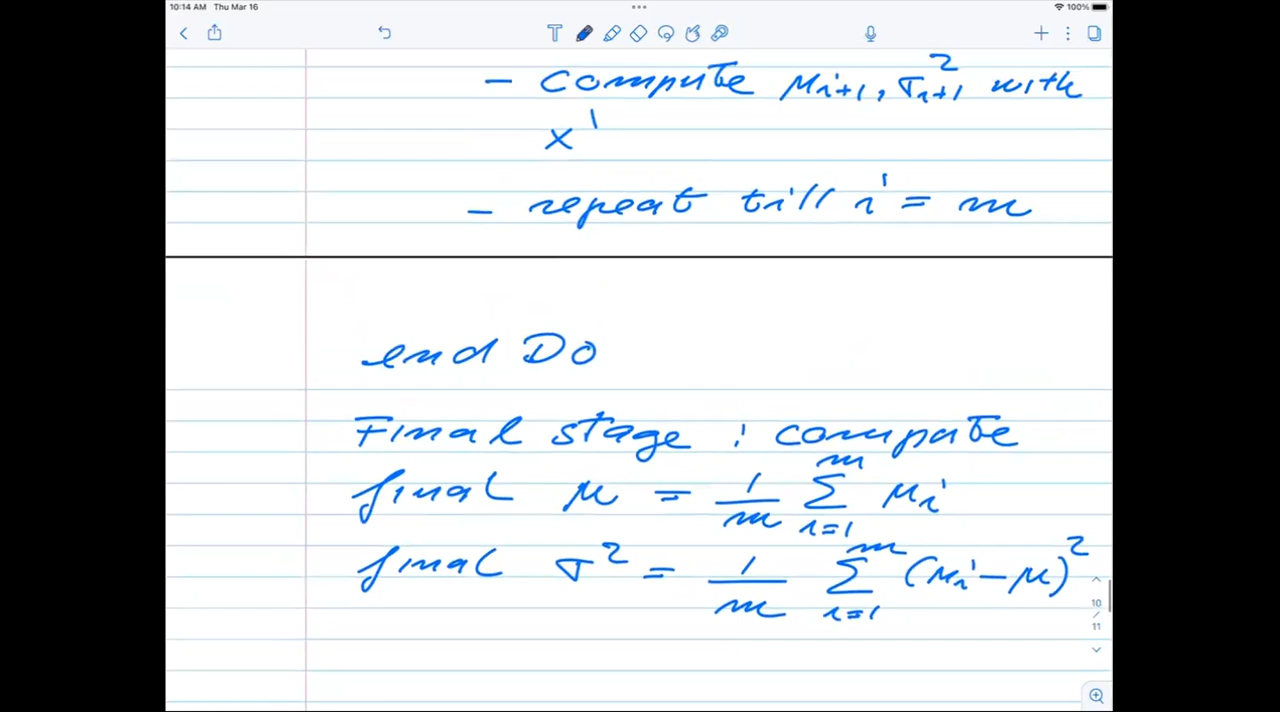 10:14 AM Thu Mar 16
100%
- compute μi+1, σ²i+1 with
x'
- repeat till i = m
end Do
Final stage : compute
final μ = 1/m Σ_{i=1}^{m} μi
final σ² = 1/m Σ_{i=1}^{m} (μi - μ)²
10
/
11